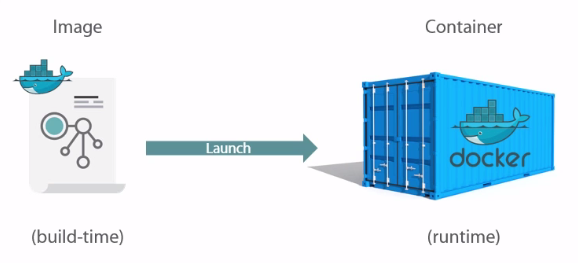 Image
Container
Launch
docker
(build-time)
(runtime)